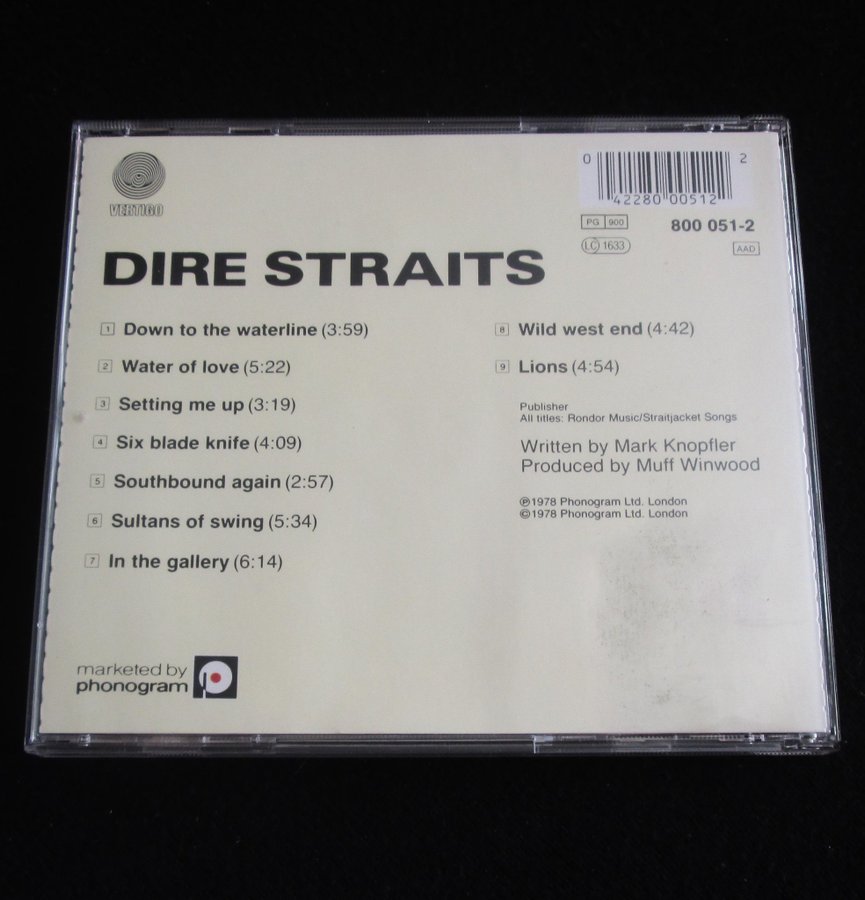 VERTIGO
0 42280 00512 2
PG 900
800 051-2
LC 1633
AAD
DIRE STRAITS
1 Down to the waterline (3:59)
2 Water of love (5:22)
3 Setting me up (3:19)
4 Six blade knife (4:09)
5 Southbound again (2:57)
6 Sultans of swing (5:34)
7 In the gallery (6:14)
8 Wild west end (4:42)
9 Lions (4:54)
Publisher
All titles: Rondor Music/Straitjacket Songs
Written by Mark Knopfler
Produced by Muff Winwood
℗1978 Phonogram Ltd. London
©1978 Phonogram Ltd. London
marketed by
phonogram